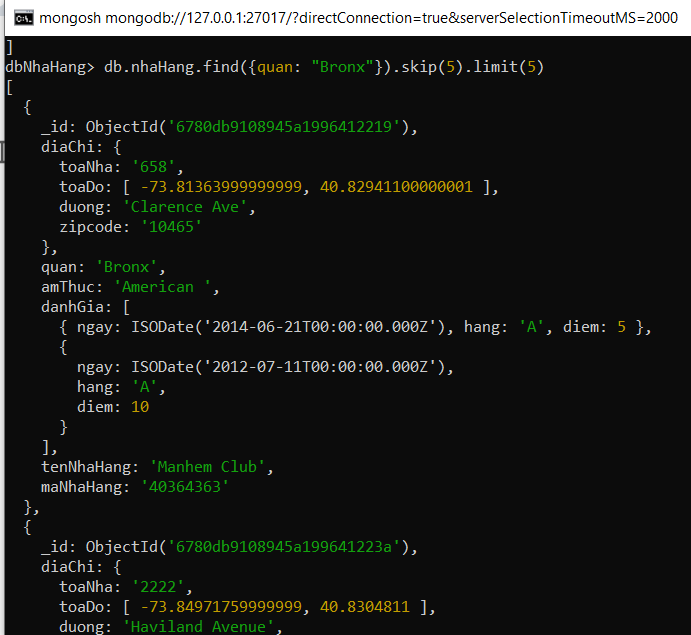 mongosh mongodb://127.0.0.1:27017/?directConnection=true&serverSelectionTimeoutMS=2000
]
dbNhaHang> db.nhaHang.find({quan: "Bronx"}).skip(5).limit(5)
[
  {
    _id: ObjectId('6780db9108945a1996412219'),
    diaChi: {
      toaNha: '658',
      toaDo: [ -73.81363999999999, 40.82941100000001 ],
      duong: 'Clarence Ave',
      zipcode: '10465'
    },
    quan: 'Bronx',
    amThuc: 'American ',
    danhGia: [
      { ngay: ISODate('2014-06-21T00:00:00.000Z'), hang: 'A', diem: 5 },
      {
        ngay: ISODate('2012-07-11T00:00:00.000Z'),
        hang: 'A',
        diem: 10
      }
    ],
    tenNhaHang: 'Manhem Club',
    maNhaHang: '40364363'
  },
  {
    _id: ObjectId('6780db9108945a199641223a'),
    diaChi: {
      toaNha: '2222',
      toaDo: [ -73.84971759999999, 40.8304811 ],
      duong: 'Haviland Avenue',